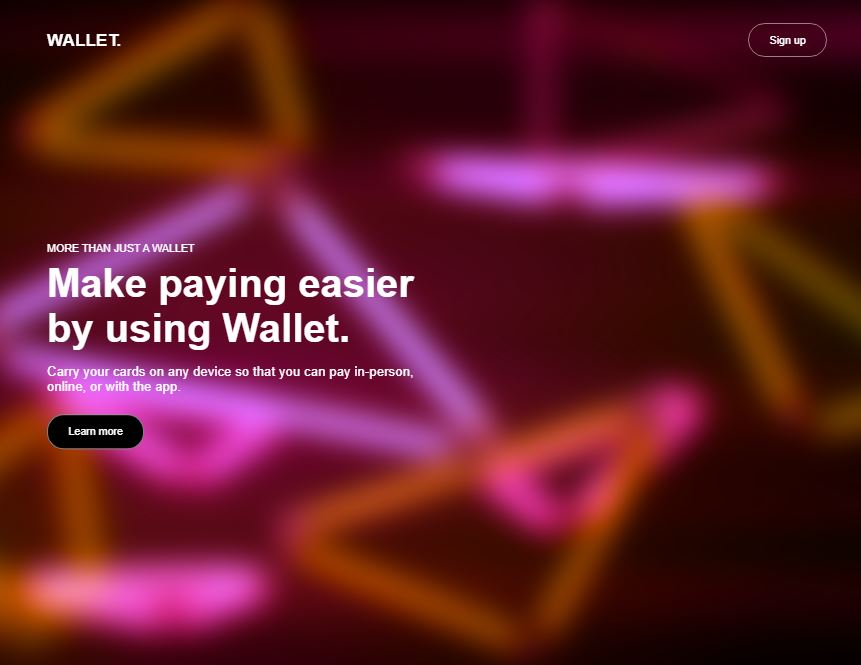 WALLET.
Sign up
MORE THAN JUST A WALLET
Make paying easier
by using Wallet.
Carry your cards on any device so that you can pay in-person,
online, or with the app.
Learn more